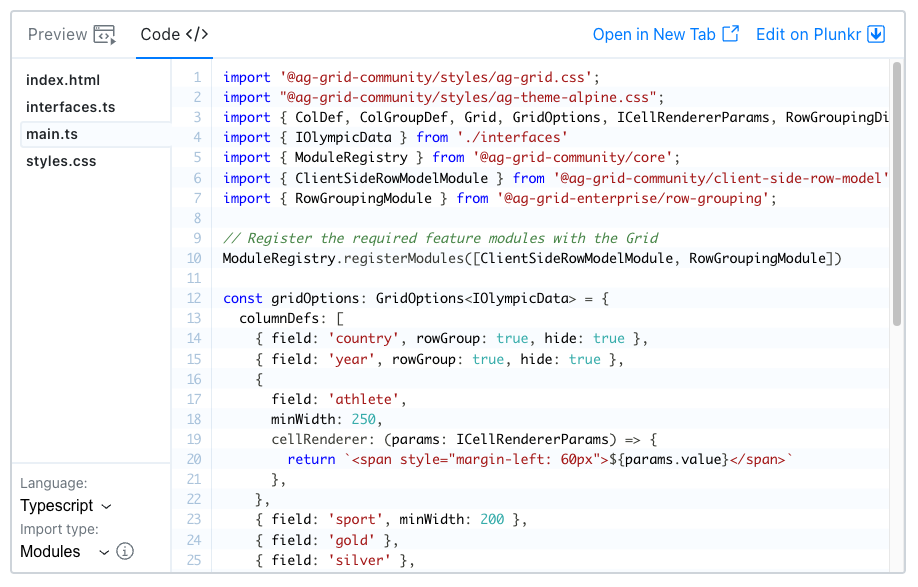 Preview
Code </>
Open in New Tab
Edit on Plunkr
index.html
interfaces.ts
main.ts
styles.css
1 import '@ag-grid-community/styles/ag-grid.css';
2 import "@ag-grid-community/styles/ag-theme-alpine.css";
3 import { ColDef, ColGroupDef, Grid, GridOptions, ICellRendererParams, RowGroupingDi
4 import { IOlympicData } from './interfaces'
5 import { ModuleRegistry } from '@ag-grid-community/core';
6 import { ClientSideRowModelModule } from '@ag-grid-community/client-side-row-model'
7 import { RowGroupingModule } from '@ag-grid-enterprise/row-grouping';
8
9 // Register the required feature modules with the Grid
10 ModuleRegistry.registerModules([ClientSideRowModelModule, RowGroupingModule])
11
12 const gridOptions: GridOptions<IOlympicData> = {
13   columnDefs: [
14     { field: 'country', rowGroup: true, hide: true },
15     { field: 'year', rowGroup: true, hide: true },
16     {
17       field: 'athlete',
18       minWidth: 250,
19       cellRenderer: (params: ICellRendererParams) => {
20         return `<span style="margin-left: 60px">${params.value}</span>`
21       },
22     },
23     { field: 'sport', minWidth: 200 },
24     { field: 'gold' },
25     { field: 'silver' },
Language:
Typescript
Import type:
Modules